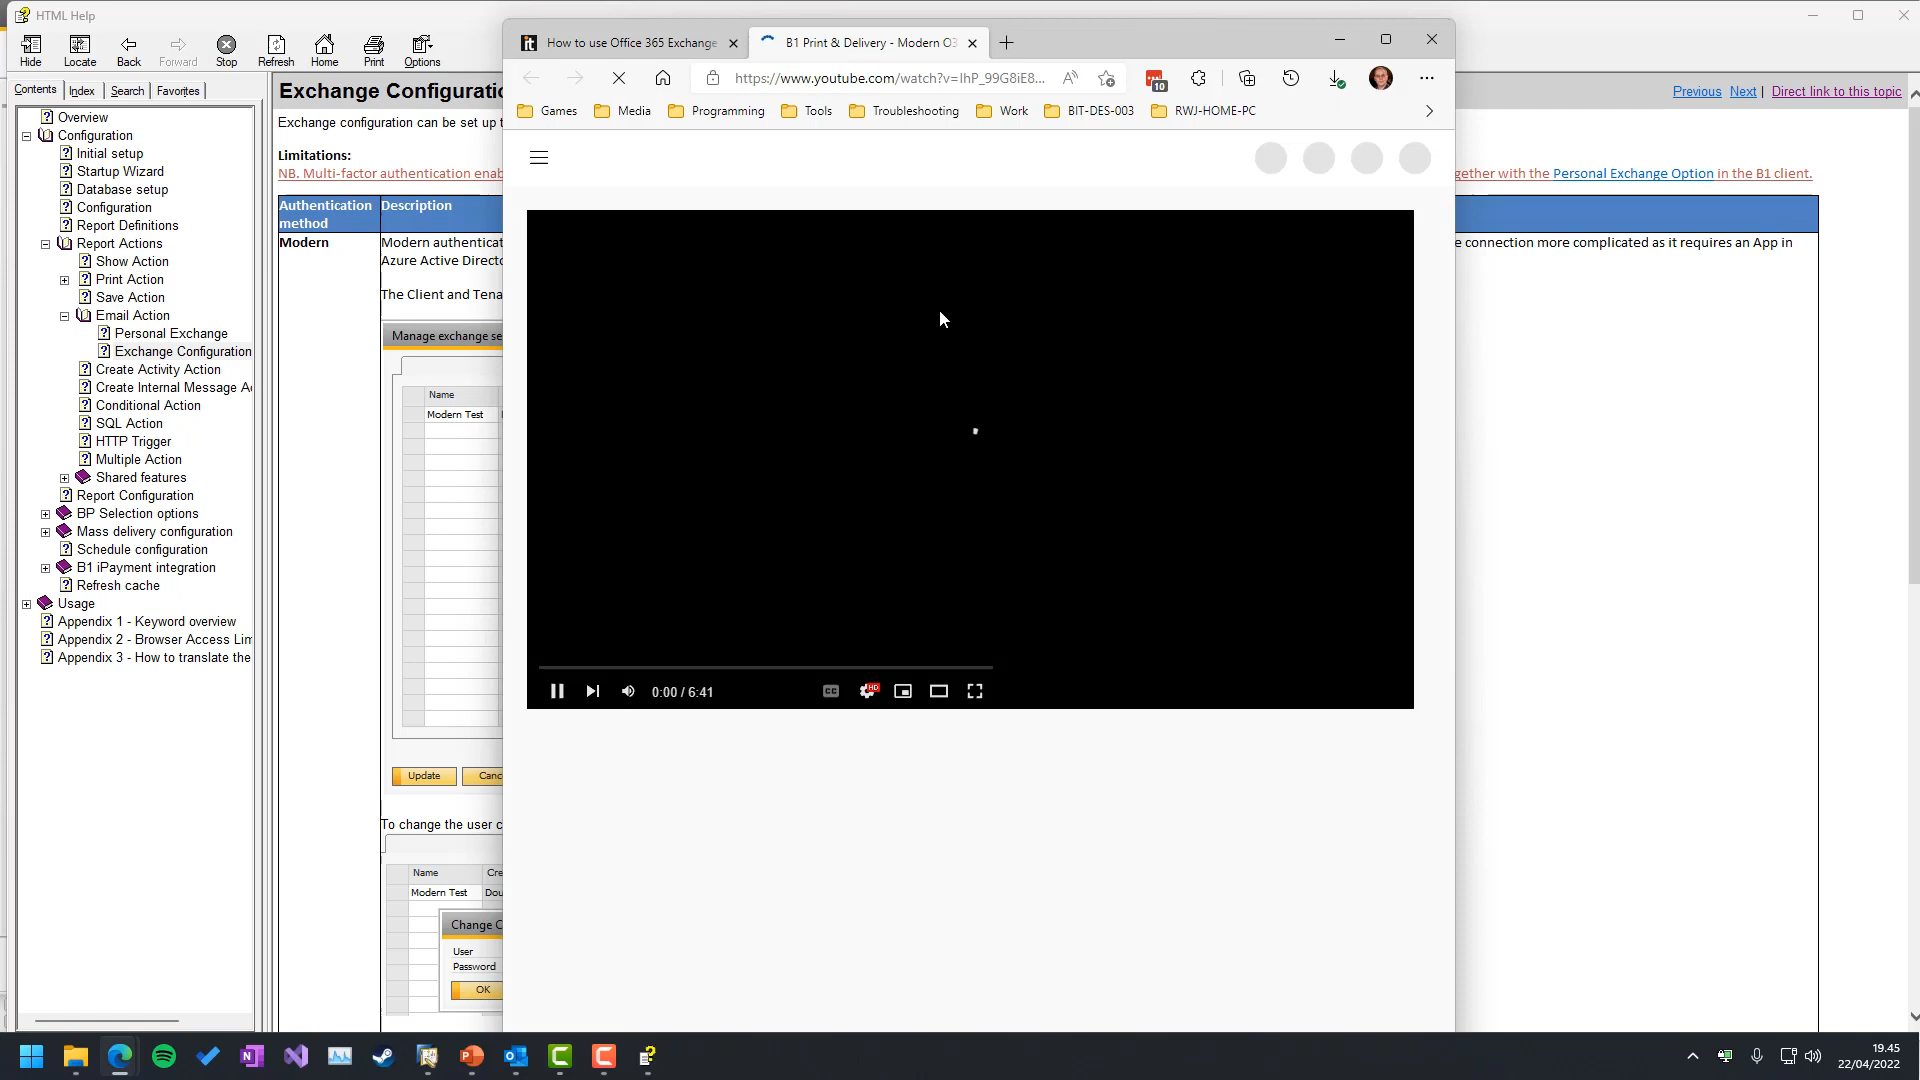 HTML Help
Hide
Locate
Back
Forward
Stop
Refresh
Home
Print
Options
Contents
Index
Search
Favorites
Overview
Configuration
Initial setup
Startup Wizard
Database setup
Configuration
Report Definitions
Report Actions
Show Action
Print Action
Save Action
Email Action
Personal Exchange
Exchange Configuration
Create Activity Action
Create Internal Message A
Conditional Action
SQL Action
HTTP Trigger
Multiple Action
Shared features
Report Configuration
BP Selection options
Mass delivery configuration
Schedule configuration
B1 iPayment integration
Refresh cache
Usage
Appendix 1 - Keyword overview
Appendix 2 - Browser Access Lim
Appendix 3 - How to translate the
Exchange Configuratio
Previous Next | Direct link to this topic
Exchange configuration can be set up
Limitations:
NB. Multi-factor authentication enab
gether with the Personal Exchange Option in the B1 client.
Authentication method
Description
Modern
Modern authenticat
e connection more complicated as it requires an App in
Azure Active Directo
The Client and Tena
Manage exchange se
Name
Modern Test
Update
Canc
To change the user c
Name
Cre
Modern Test
Dou
Change C
User
Password
OK
it
How to use Office 365 Exchange
B1 Print & Delivery - Modern O3
https://www.youtube.com/watch?v=IhP_99G8iE8...
10
Games
Media
Programming
Tools
Troubleshooting
Work
BIT-DES-003
RWJ-HOME-PC
0:00 / 6:41
CC
HD
19.45
22/04/2022